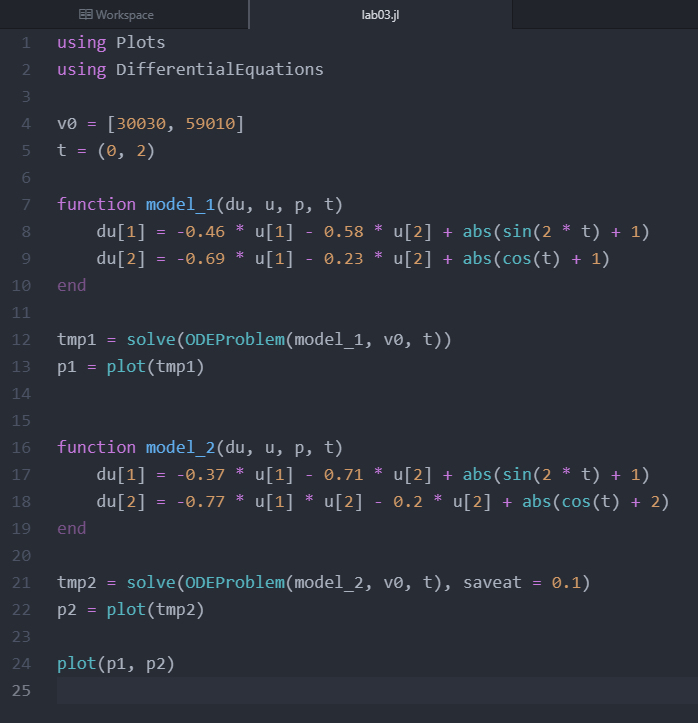 Workspace lab03.jl
1 using Plots
2 using DifferentialEquations
3
4 v0 = [30030, 59010]
5 t = (0, 2)
6
7 function model_1(du, u, p, t)
8     du[1] = -0.46 * u[1] - 0.58 * u[2] + abs(sin(2 * t) + 1)
9     du[2] = -0.69 * u[1] - 0.23 * u[2] + abs(cos(t) + 1)
10 end
11
12 tmp1 = solve(ODEProblem(model_1, v0, t))
13 p1 = plot(tmp1)
14
15
16 function model_2(du, u, p, t)
17     du[1] = -0.37 * u[1] - 0.71 * u[2] + abs(sin(2 * t) + 1)
18     du[2] = -0.77 * u[1] * u[2] - 0.2 * u[2] + abs(cos(t) + 2)
19 end
20
21 tmp2 = solve(ODEProblem(model_2, v0, t), saveat = 0.1)
22 p2 = plot(tmp2)
23
24 plot(p1, p2)
25